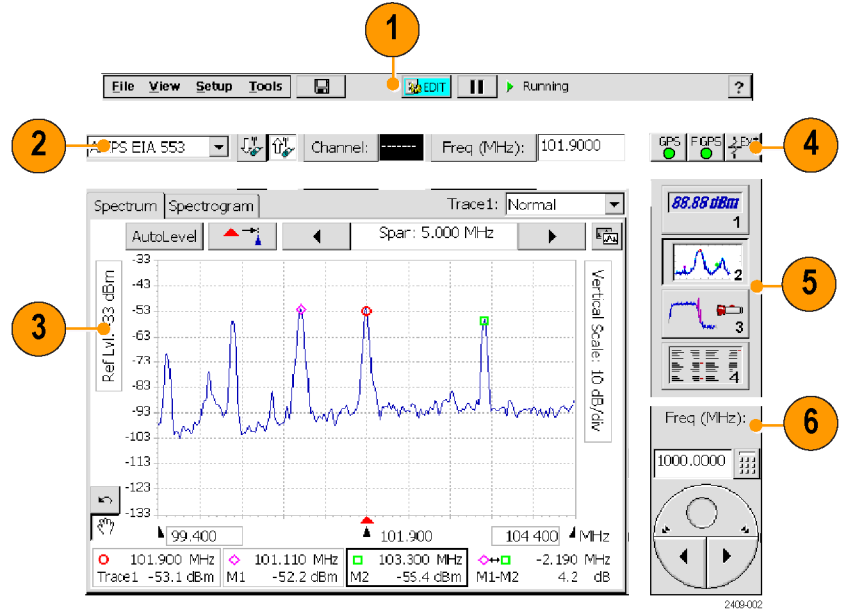 1
File View Setup Tools EDIT Running ?
2
AMPS EIA 553 Channel: ------ Freq (MHz): 101.9000 GPS F GPS Ext
4
Spectrum Spectrogram Trace1: Normal
AutoLevel Span: 5.000 MHz
3
Ref Lvl: -33 dBm
-33
-43
-53
-63
-73
-83
-93
-103
-113
-123
-133
Vertical Scale: 10 dB/div
99.400 101.900 104.400 MHz
101.900 MHz 101.110 MHz 103.300 MHz -2.190 MHz
Trace1 -53.1 dBm M1 -52.2 dBm M2 -56.4 dBm M1-M2 4.2 dB
88.88 dBm
1
2
3
4
5
6
Freq (MHz):
1000.0000
2409-002